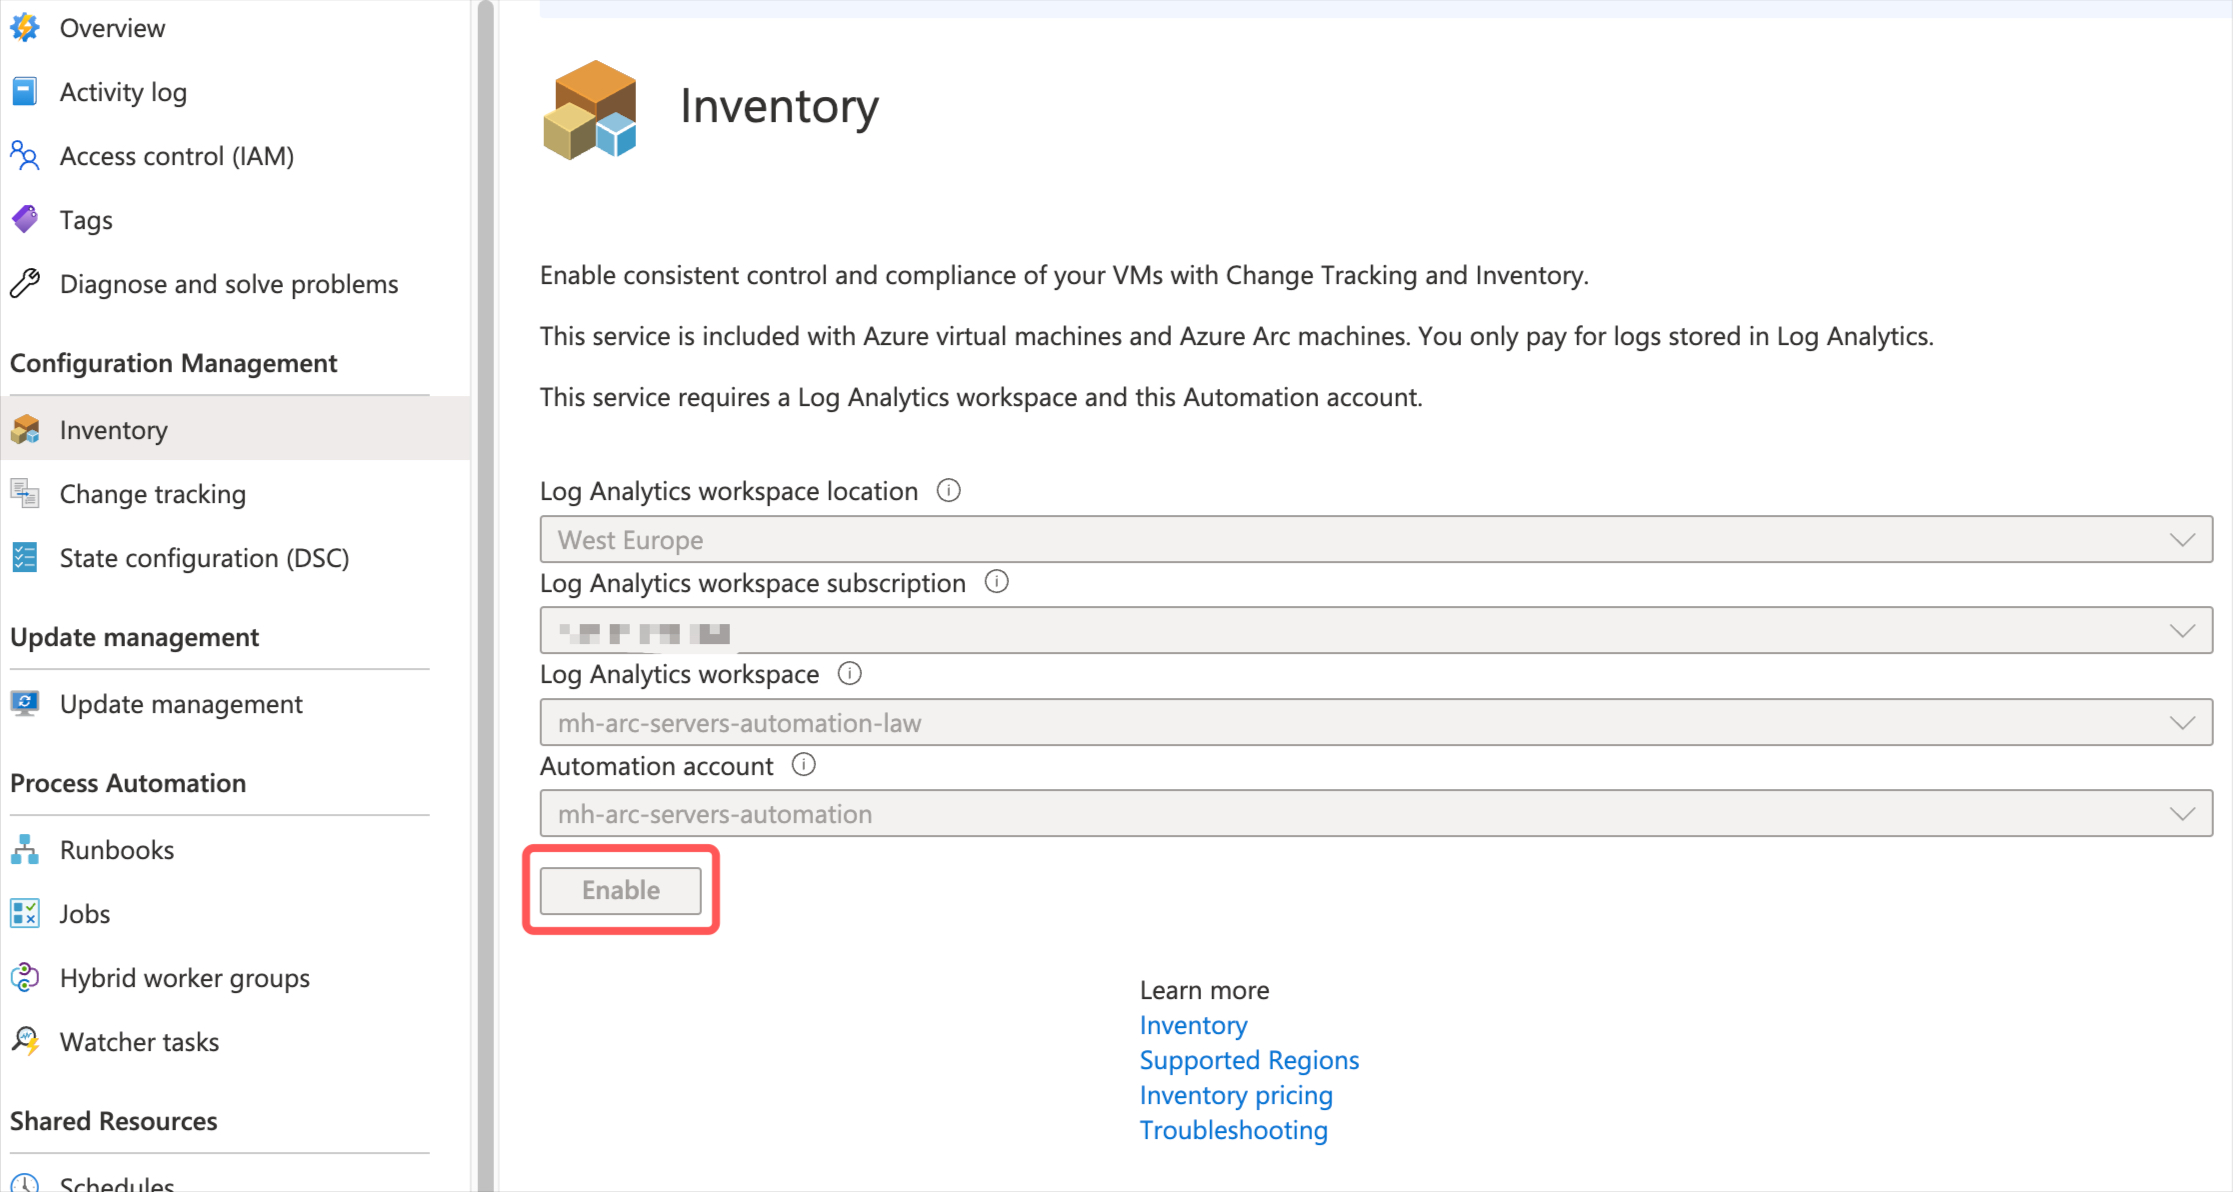 Overview
Activity log
Access control (IAM)
Tags
Diagnose and solve problems
Configuration Management
Inventory
Change tracking
State configuration (DSC)
Update management
Update management
Process Automation
Runbooks
Jobs
Hybrid worker groups
Watcher tasks
Shared Resources
Schedules
Inventory
Enable consistent control and compliance of your VMs with Change Tracking and Inventory.
This service is included with Azure virtual machines and Azure Arc machines. You only pay for logs stored in Log Analytics.
This service requires a Log Analytics workspace and this Automation account.
Log Analytics workspace location
West Europe
Log Analytics workspace subscription
Log Analytics workspace
mh-arc-servers-automation-law
Automation account
mh-arc-servers-automation
Enable
Learn more
Inventory
Supported Regions
Inventory pricing
Troubleshooting